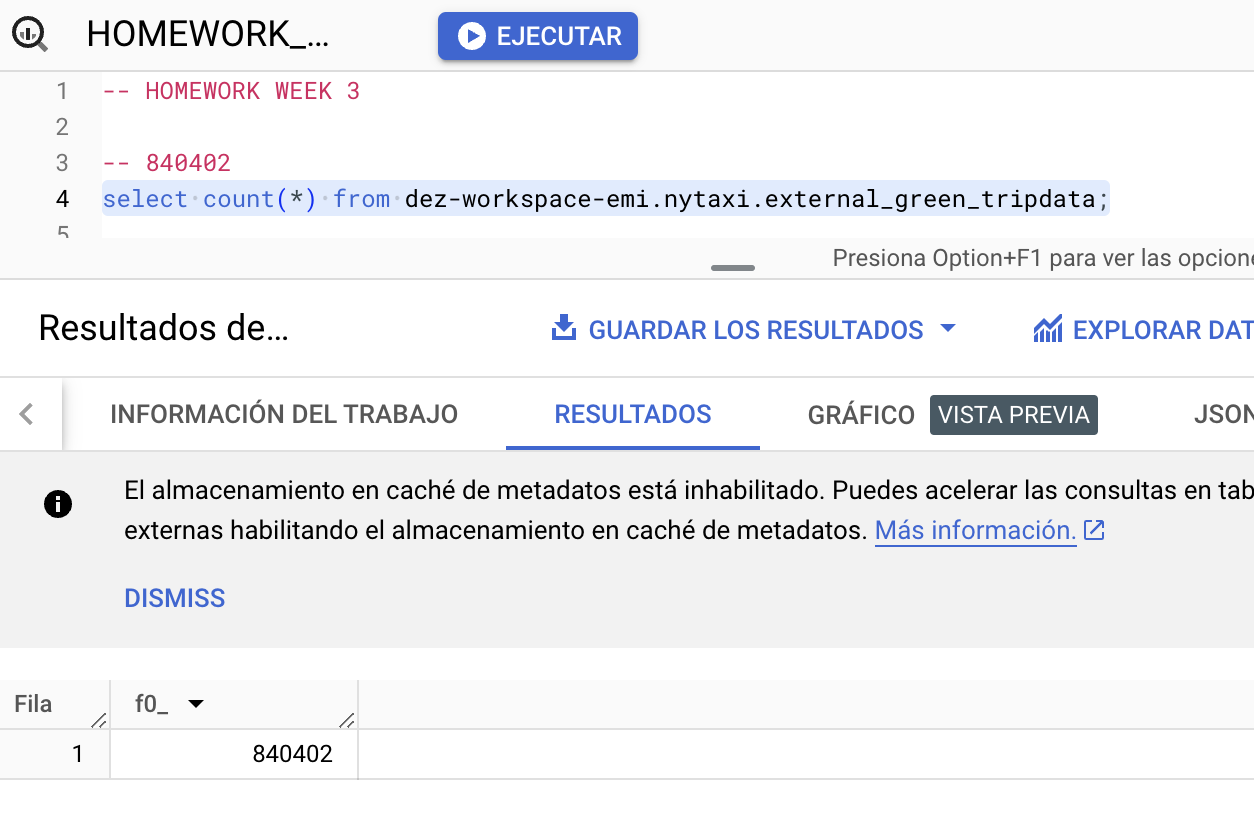 HOMEWORK_...
EJECUTAR
1 -- HOMEWORK WEEK 3
2
3 -- 840402
4 select count(*) from dez-workspace-emi.nytaxi.external_green_tripdata;
5
Presiona Option+F1 para ver las opcione
Resultados de...
GUARDAR LOS RESULTADOS
EXPLORAR DAT
INFORMACIÓN DEL TRABAJO
RESULTADOS
GRÁFICO
VISTA PREVIA
JSON
El almacenamiento en caché de metadatos está inhabilitado. Puedes acelerar las consultas en tab
externas habilitando el almacenamiento en caché de metadatos. Más información.
DISMISS
Fila f0_
1 840402